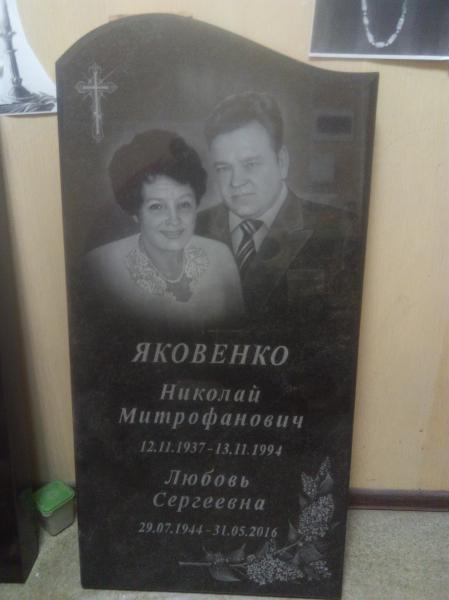 ЯКОВЕНКО
Николай
Митрофанович
12.11.1937-13.11.1994
Любовь
Сергеевна
29.07.1944-31.05.2016